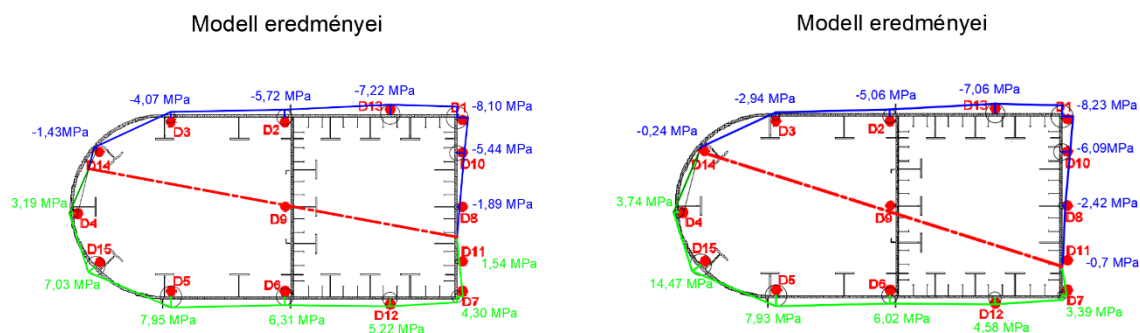 Modell eredményei
-7,22 MPa
-5,72 MPa
-4,07 MPa
D13
D1
-8,10 MPa
D3
D2
-1,43MPa
D14
D10
-5,44 MPa
3,19 MPa
D4
D9
D8
-1,89 MPa
D15
D11
1,54 MPa
7,03 MPa
D5
D6
D7
D12
4,30 MPa
7,95 MPa
6,31 MPa
5,22 MPa
Modell eredményei
-7,06 MPa
-5,06 MPa
-2,94 MPa
D13
D1
-8,23 MPa
D3
D2
-0,24 MPa
D14
D10
-6,09MPa
3,74 MPa
D4
D9
D8
-2,42 MPa
D15
D11
-0,7 MPa
14,47 MPa
D5
D6
D7
D12
3,39 MPa
7,93 MPa
6,02 MPa
4,58 MPa